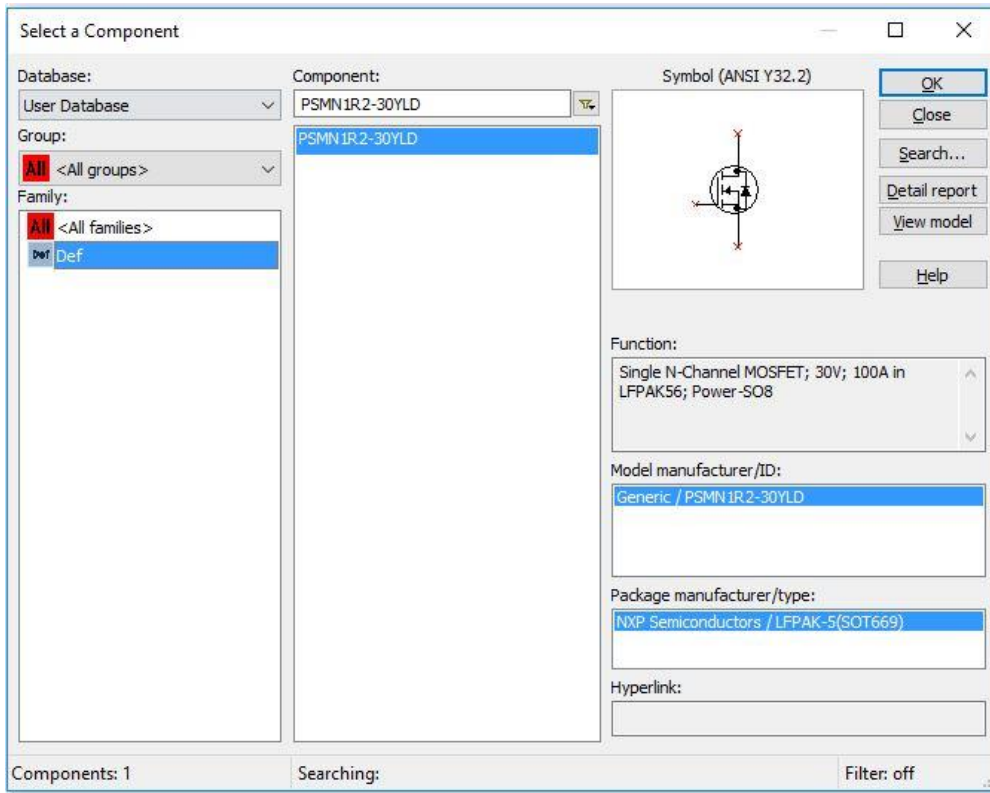 Select a Component
Database:
User Database
Group:
All <All groups>
Family:
All <All families>
Def Def
Component:
PSMN1R2-30YLD
PSMN1R2-30YLD
Symbol (ANSI Y32.2)
OK
Close
Search...
Detail report
View model
Help
Function:
Single N-Channel MOSFET; 30V; 100A in
LFPAK56; Power-SO8
Model manufacturer/ID:
Generic / PSMN1R2-30YLD
Package manufacturer/type:
NXP Semiconductors / LFPAK-5(SOT669)
Hyperlink:
Components: 1
Searching:
Filter: off